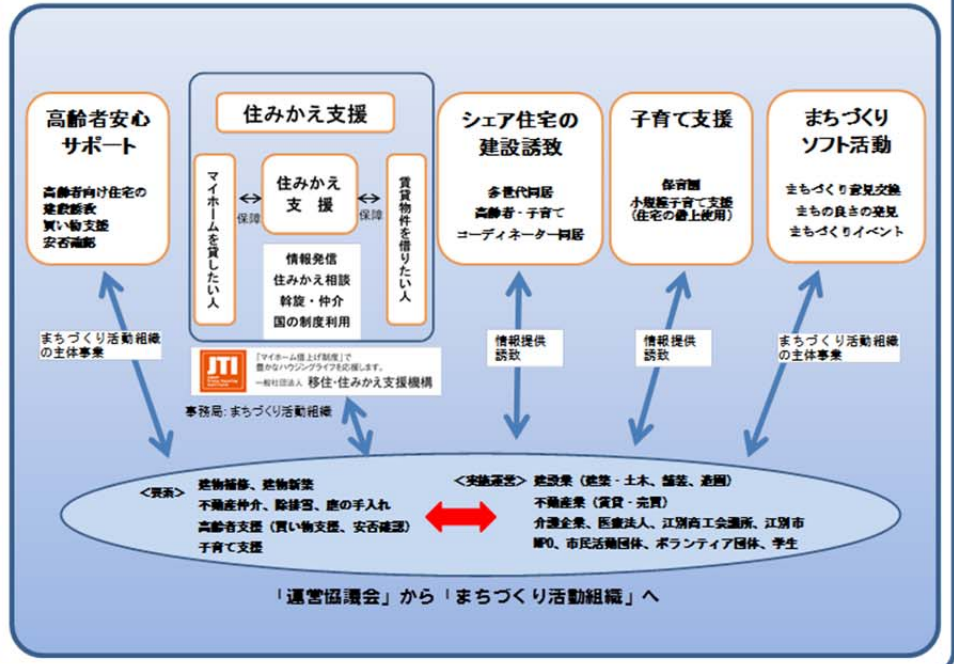 高齢者安心
サポート
高齢者向け住宅の
建設誘致
買い物支援
安否確認
住みかえ支援
マイホームを貸したい人
↔
保障
住みかえ
支援
↔
保障
賃貸物件を借りたい人
情報発信
住みかえ相談
斡旋・仲介
国の制度利用
シェア住宅の
建設誘致
多世代同居
高齢者・子育て
コーディネーター同居
子育て支援
保育園
小規模子育て支援
(住宅の借上使用)
まちづくり
ソフト活動
まちづくり意見交換
まちの良さの発見
まちづくりイベント
まちづくり活動組織
の主体事業
JTI
「マイホーム借上げ制度」で
豊かなハウジングライフを応援します。
一般社団法人 移住・住みかえ支援機構
事務局:まちづくり活動組織
情報提供
誘致
情報提供
誘致
まちづくり活動組織
の主体事業
<要素>
建物補修、建物新築
不動産仲介、除排雪、庭の手入れ
高齢者支援(買い物支援、安否確認)
子育て支援
<実施運営> 建設業(建築・土木、舗装、造園)
不動産業(賃貸・売買)
介護企業、医療法人、江別商工会議所、江別市
NPO、市民活動団体、ボランティア団体、学生
「運営協議会」から「まちづくり活動組織」へ